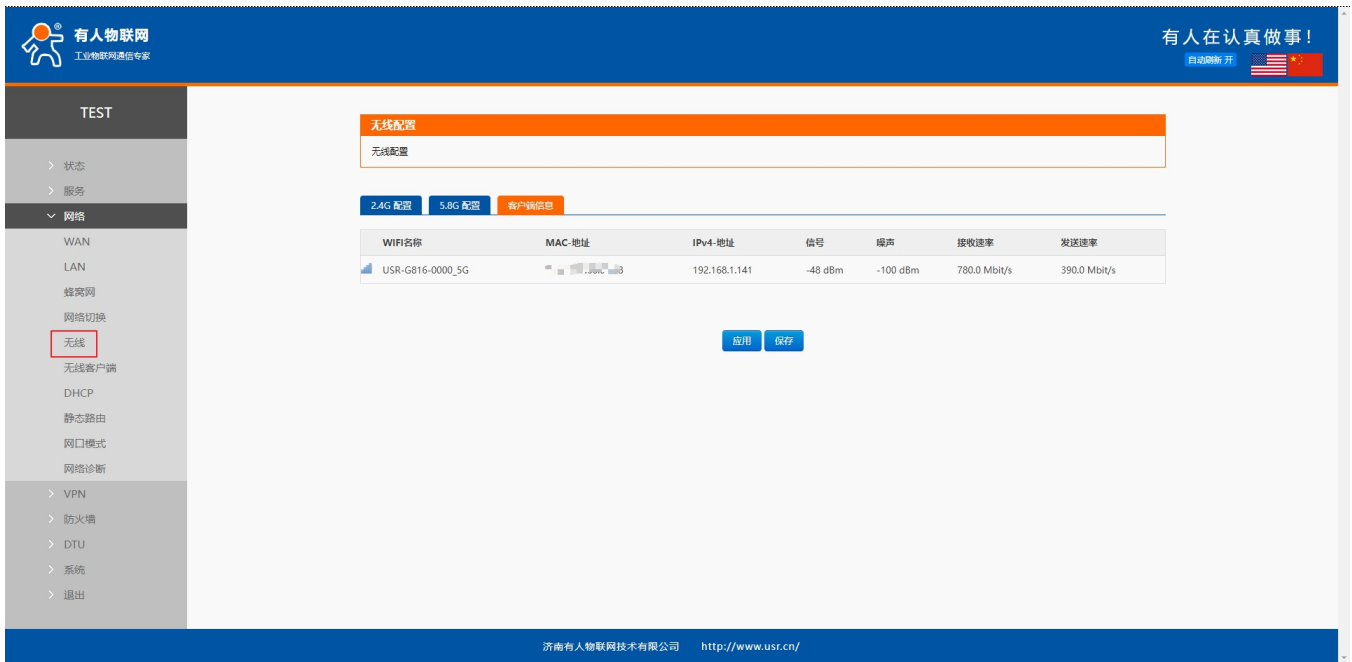 有人物联网
工业物联网通信专家
有人在认真做事！
自动刷新 开
TEST
状态
服务
网络
WAN
LAN
蜂窝网
网络切换
无线
无线客户端
DHCP
静态路由
网口模式
网络诊断
VPN
防火墙
DTU
系统
退出
无线配置
无线配置
2.4G 配置 5.8G 配置 客户端信息
WIFI名称 MAC-地址 IPv4-地址 信号 噪声 接收速率 发送速率
USR-G816-0000_5G 192.168.1.141 -48 dBm -100 dBm 780.0 Mbit/s 390.0 Mbit/s
应用 保存
济南有人物联网技术有限公司 http://www.usr.cn/